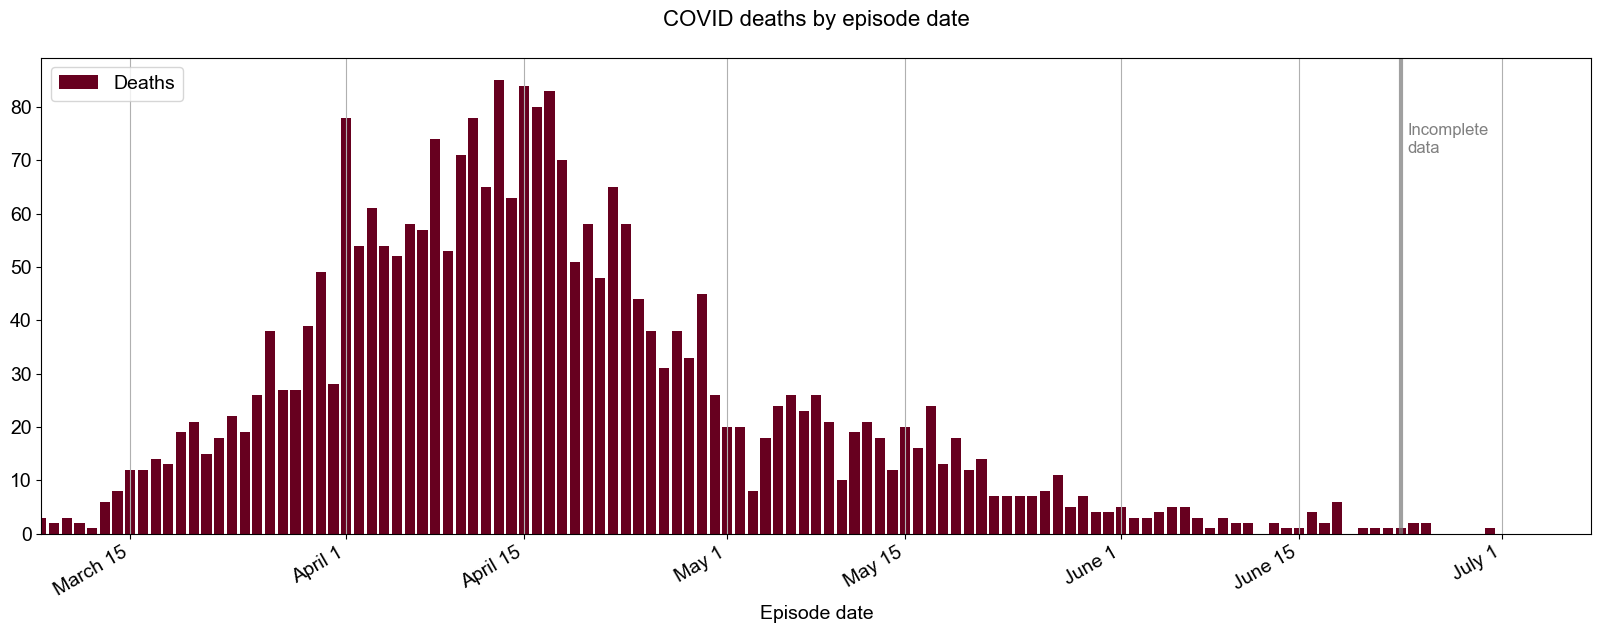 COVID deaths by episode date
Deaths
80
70
60
50
40
30
20
10
0
Incomplete
data
March 15
April 1
April 15
May 1
May 15
June 1
June 15
July 1
Episode date